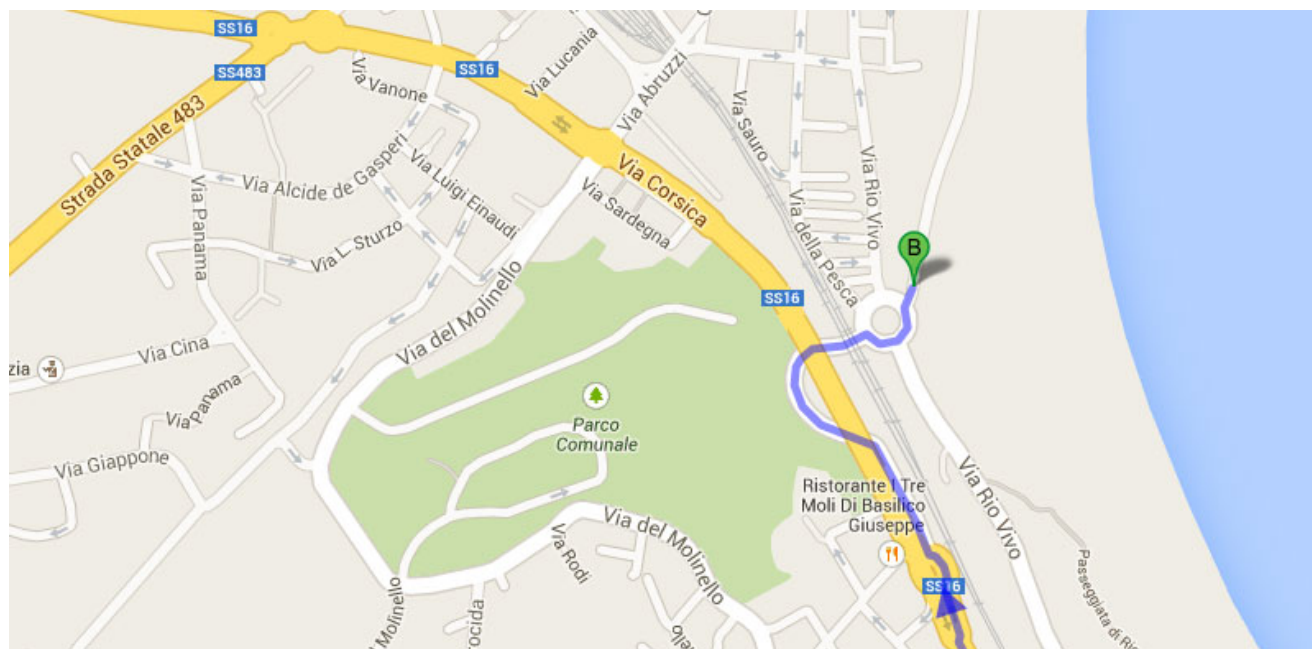 SS16
SS483
Strada Statale 483
SS16
Via Lucania
Via Abruzzi
Via Vanone
Via Alcide de Gasperi
Via Luigi Einaudi
Via Corsica
Via Sardegna
Via Sauro
Via Rio Vivo
Via della Pesca
Via Panama
Via L. Sturzo
B
SS16
Via del Molinello
zia
Via Cina
Via Panama
Via Giappone
Parco
Comunale
Ristorante I Tre
Moli Di Basilico
Giuseppe
Via Rio Vivo
Via del Molinello
Via Rodi
SS16
Passeggiata di Ri
l Molinello
rocida
nello